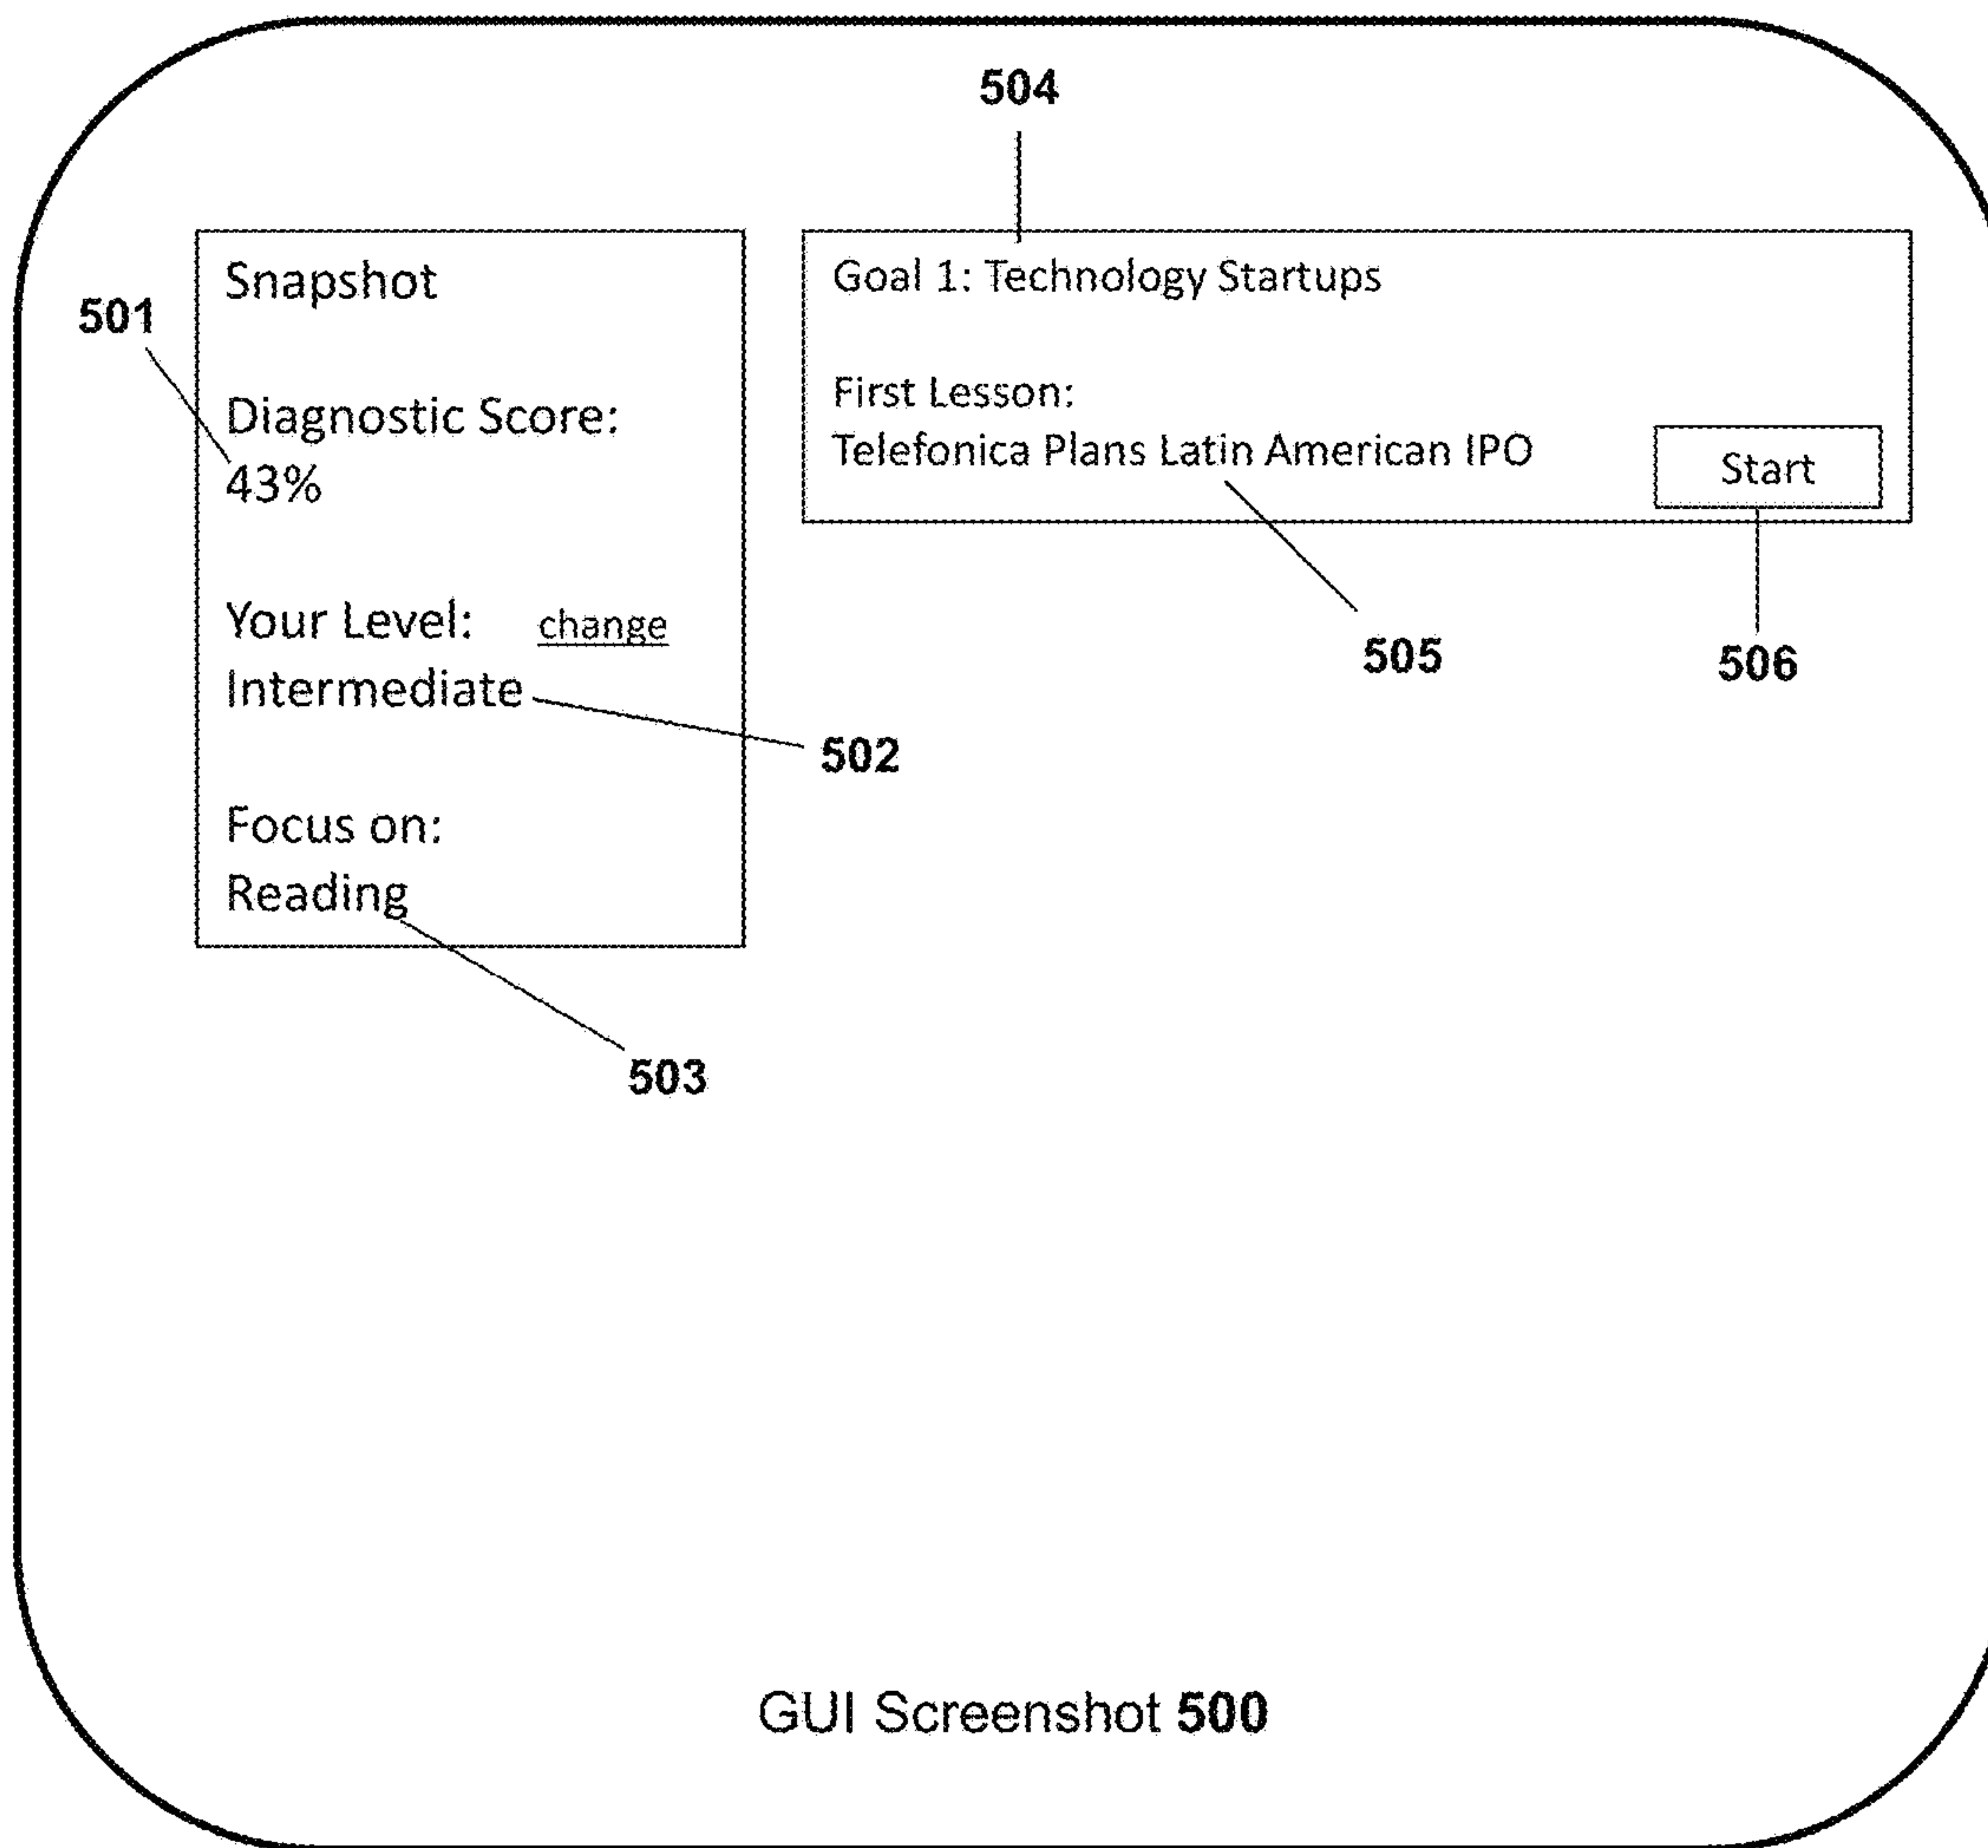 504
501
Snapshot
Diagnostic Score:
43%
Your Level: change
Intermediate
502
Focus on:
Reading
503
Goal 1: Technology Startups
First Lesson:
Telefonica Plans Latin American IPO
Start
505
506
GUI Screenshot 500